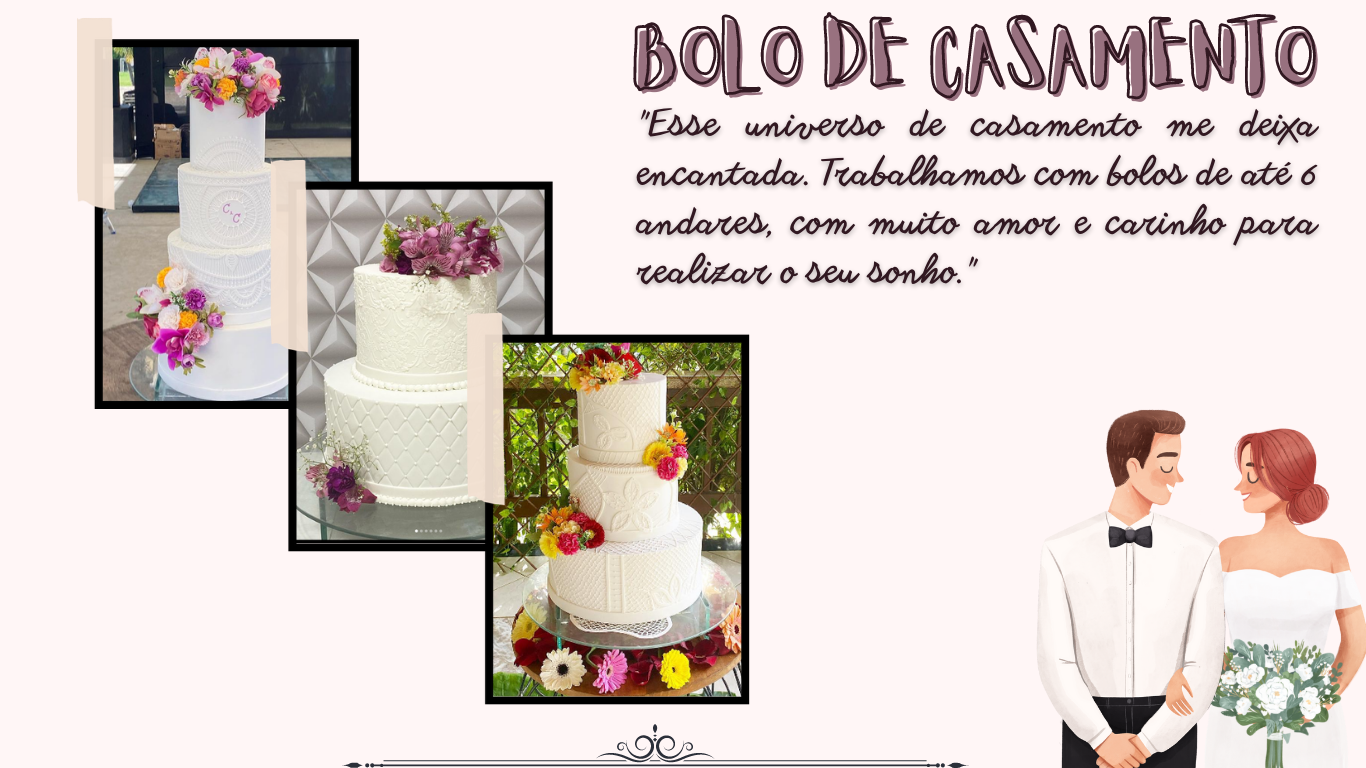 BOLO DE CASAMENTO
"Esse universo de casamento me deixa
encantada. Trabalhamos com bolos de até 6
andares, com muito amor e carinho para
realizar o seu sonho."
C&C